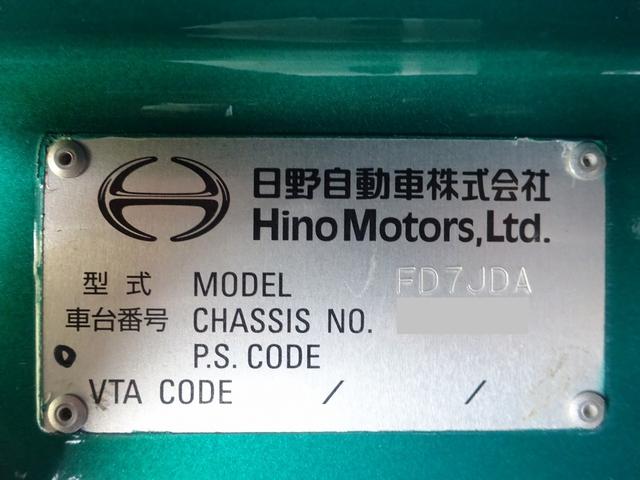 日野自動車株式会社
Hino Motors, Ltd.
型式 MODEL FD7JDA
車台番号 CHASSIS NO.
P.S. CODE
VTA CODE / /